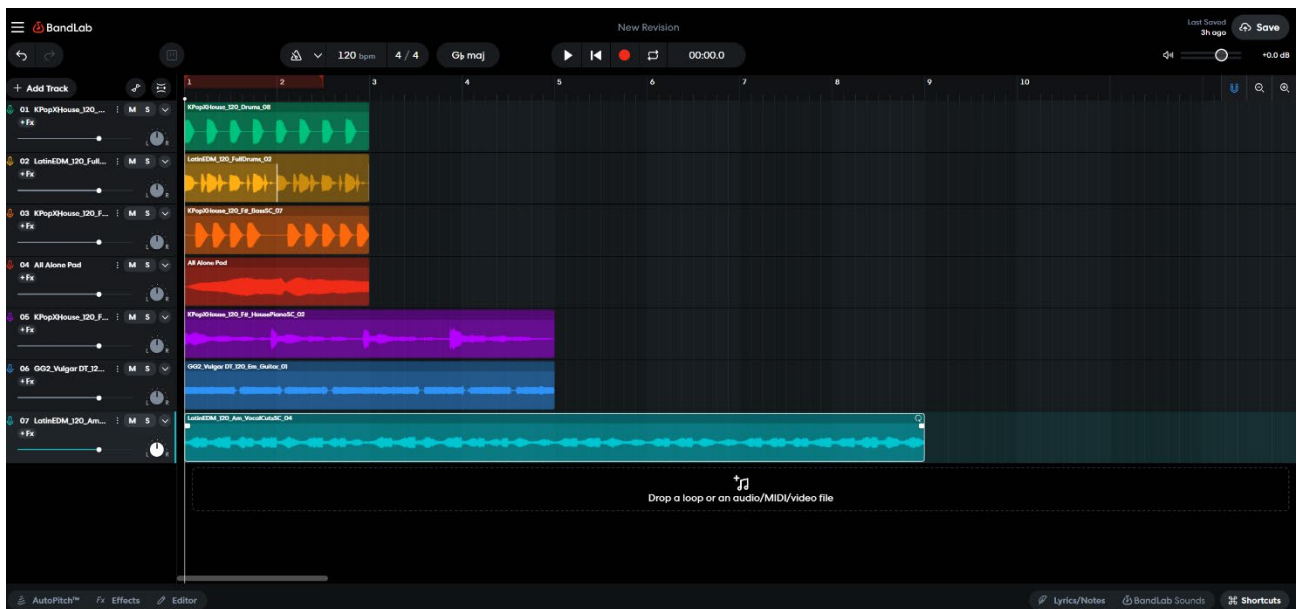 BandLab
New Revision
Last Saved
3h ago
Save
120 bpm
4 / 4
G♭ maj
00:00.0
+0.0 dB
+ Add Track
1 2 3 4 5 6 7 8 9 10
01 KPopXHouse_120_... M S
+Fx
L R
KPopXHouse_120_Drums_08
02 LatinEDM_120_Full... M S
+Fx
L R
LatinEDM_120_FullDrums_02
03 KPopXHouse_120_F... M S
+Fx
L R
KPopXHouse_120_F#_BassSC_07
04 All Alone Pad M S
+Fx
L R
All Alone Pad
05 KPopXHouse_120_F... M S
+Fx
L R
KPopXHouse_120_F#_HousePianoSC_02
06 GG2_Vulgar DT_12... M S
+Fx
L R
GG2_Vulgar DT_120_Em_Guitar_01
07 LatinEDM_120_Am... M S
+Fx
L R
LatinEDM_120_Am_VocalCutsSC_04
Drop a loop or an audio/MIDI/video file
AutoPitch™ Fx Effects Editor
Lyrics/Notes BandLab Sounds ⌘ Shortcuts